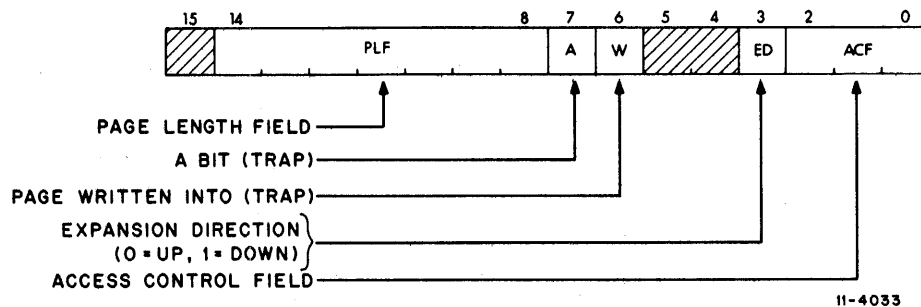 15 14 8 7 6 5 4 3 2 0
PLF A W ED ACF
PAGE LENGTH FIELD
A BIT (TRAP)
PAGE WRITTEN INTO (TRAP)
EXPANSION DIRECTION
(0 = UP, 1 = DOWN)
ACCESS CONTROL FIELD
11-4033